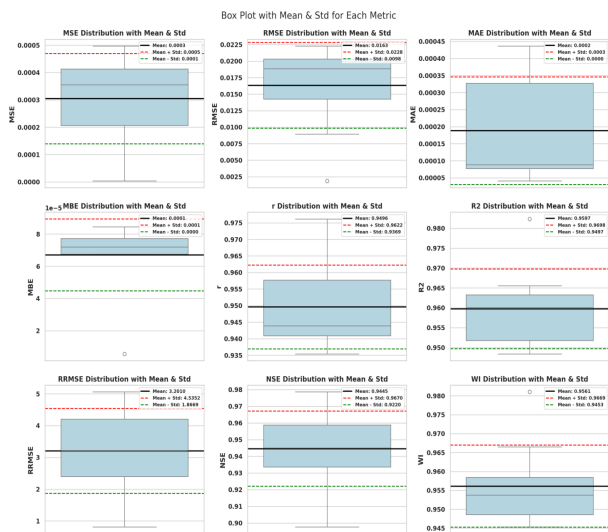 Box Plot with Mean & Std for Each Metric
MSE Distribution with Mean & Std
Mean: 0.0003
Mean + Std: 0.0005
Mean - Std: 0.0001
MSE
0.0005
0.0004
0.0003
0.0002
0.0001
0.0000
RMSE Distribution with Mean & Std
Mean: 0.0163
Mean + Std: 0.0228
Mean - Std: 0.0098
RMSE
0.0225
0.0200
0.0175
0.0150
0.0125
0.0100
0.0075
0.0050
0.0025
MAE Distribution with Mean & Std
Mean: 0.0002
Mean + Std: 0.0003
Mean - Std: 0.0000
MAE
0.00045
0.00040
0.00035
0.00030
0.00025
0.00020
0.00015
0.00010
0.00005
1e-5
MBE Distribution with Mean & Std
Mean: 0.0001
Mean + Std: 0.0001
Mean - Std: 0.0000
MBE
8
6
4
2
r Distribution with Mean & Std
Mean: 0.9496
Mean + Std: 0.9622
Mean - Std: 0.9369
r
0.975
0.970
0.965
0.960
0.955
0.950
0.945
0.940
0.935
R2 Distribution with Mean & Std
Mean: 0.9597
Mean + Std: 0.9698
Mean - Std: 0.9497
R2
0.980
0.970
0.960
0.950
RRMSE Distribution with Mean & Std
Mean: 3.2010
Mean + Std: 4.5352
Mean - Std: 1.8669
RRMSE
5
4
3
2
1
NSE Distribution with Mean & Std
Mean: 0.9445
Mean + Std: 0.9670
Mean - Std: 0.9220
NSE
0.98
0.96
0.95
0.94
0.93
0.92
0.91
0.90
WI Distribution with Mean & Std
Mean: 0.9561
Mean + Std: 0.9669
Mean - Std: 0.9453
WI
0.980
0.975
0.970
0.965
0.960
0.955
0.950
0.945